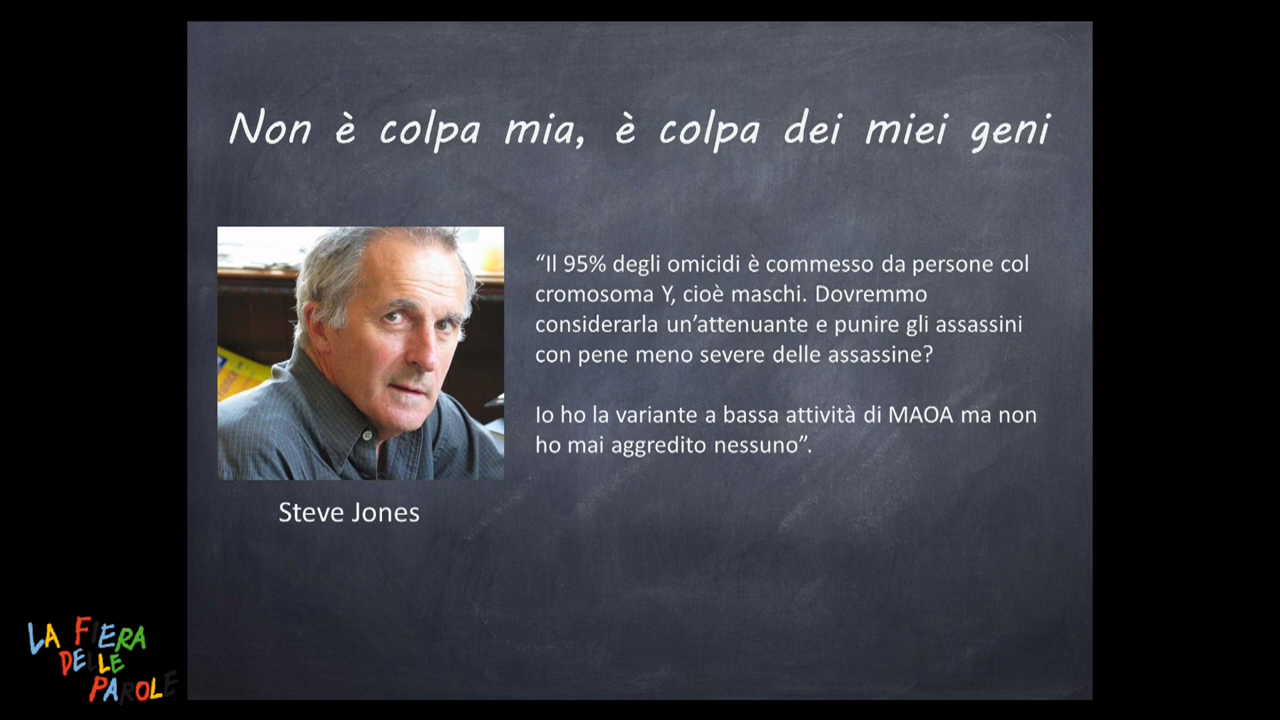 Non è colpa mia, è colpa dei miei geni
“Il 95% degli omicidi è commesso da persone col
cromosoma Y, cioè maschi. Dovremmo
considerarla un’attenuante e punire gli assassini
con pene meno severe delle assassine?
Io ho la variante a bassa attività di MAOA ma non
ho mai aggredito nessuno”.
Steve Jones
LA FIERA
DELLE
PAROLE